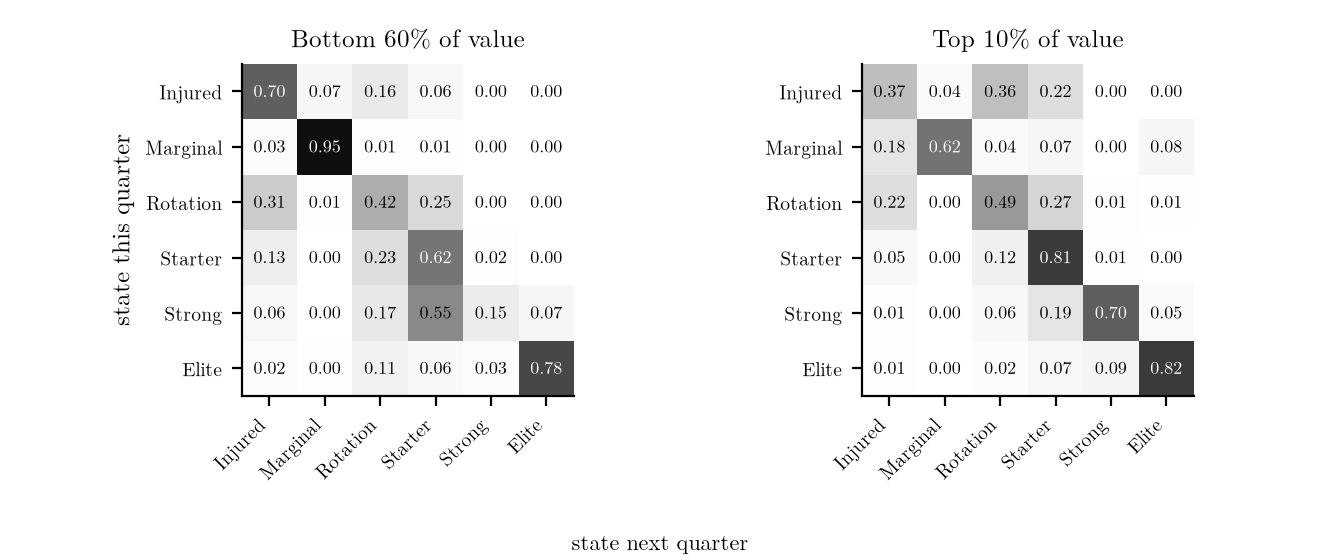 Bottom 60% of value
Top 10% of value
state this quarter
Injured 0.70 0.07 0.16 0.06 0.00 0.00
Marginal 0.03 0.95 0.01 0.01 0.00 0.00
Rotation 0.31 0.01 0.42 0.25 0.00 0.00
Starter 0.13 0.00 0.23 0.62 0.02 0.00
Strong 0.06 0.00 0.17 0.55 0.15 0.07
Elite 0.02 0.00 0.11 0.06 0.03 0.78
Injured Marginal Rotation Starter Strong Elite
Injured 0.37 0.04 0.36 0.22 0.00 0.00
Marginal 0.18 0.62 0.04 0.07 0.00 0.08
Rotation 0.22 0.00 0.49 0.27 0.01 0.01
Starter 0.05 0.00 0.12 0.81 0.01 0.00
Strong 0.01 0.00 0.06 0.19 0.70 0.05
Elite 0.01 0.00 0.02 0.07 0.09 0.82
Injured Marginal Rotation Starter Strong Elite
state next quarter